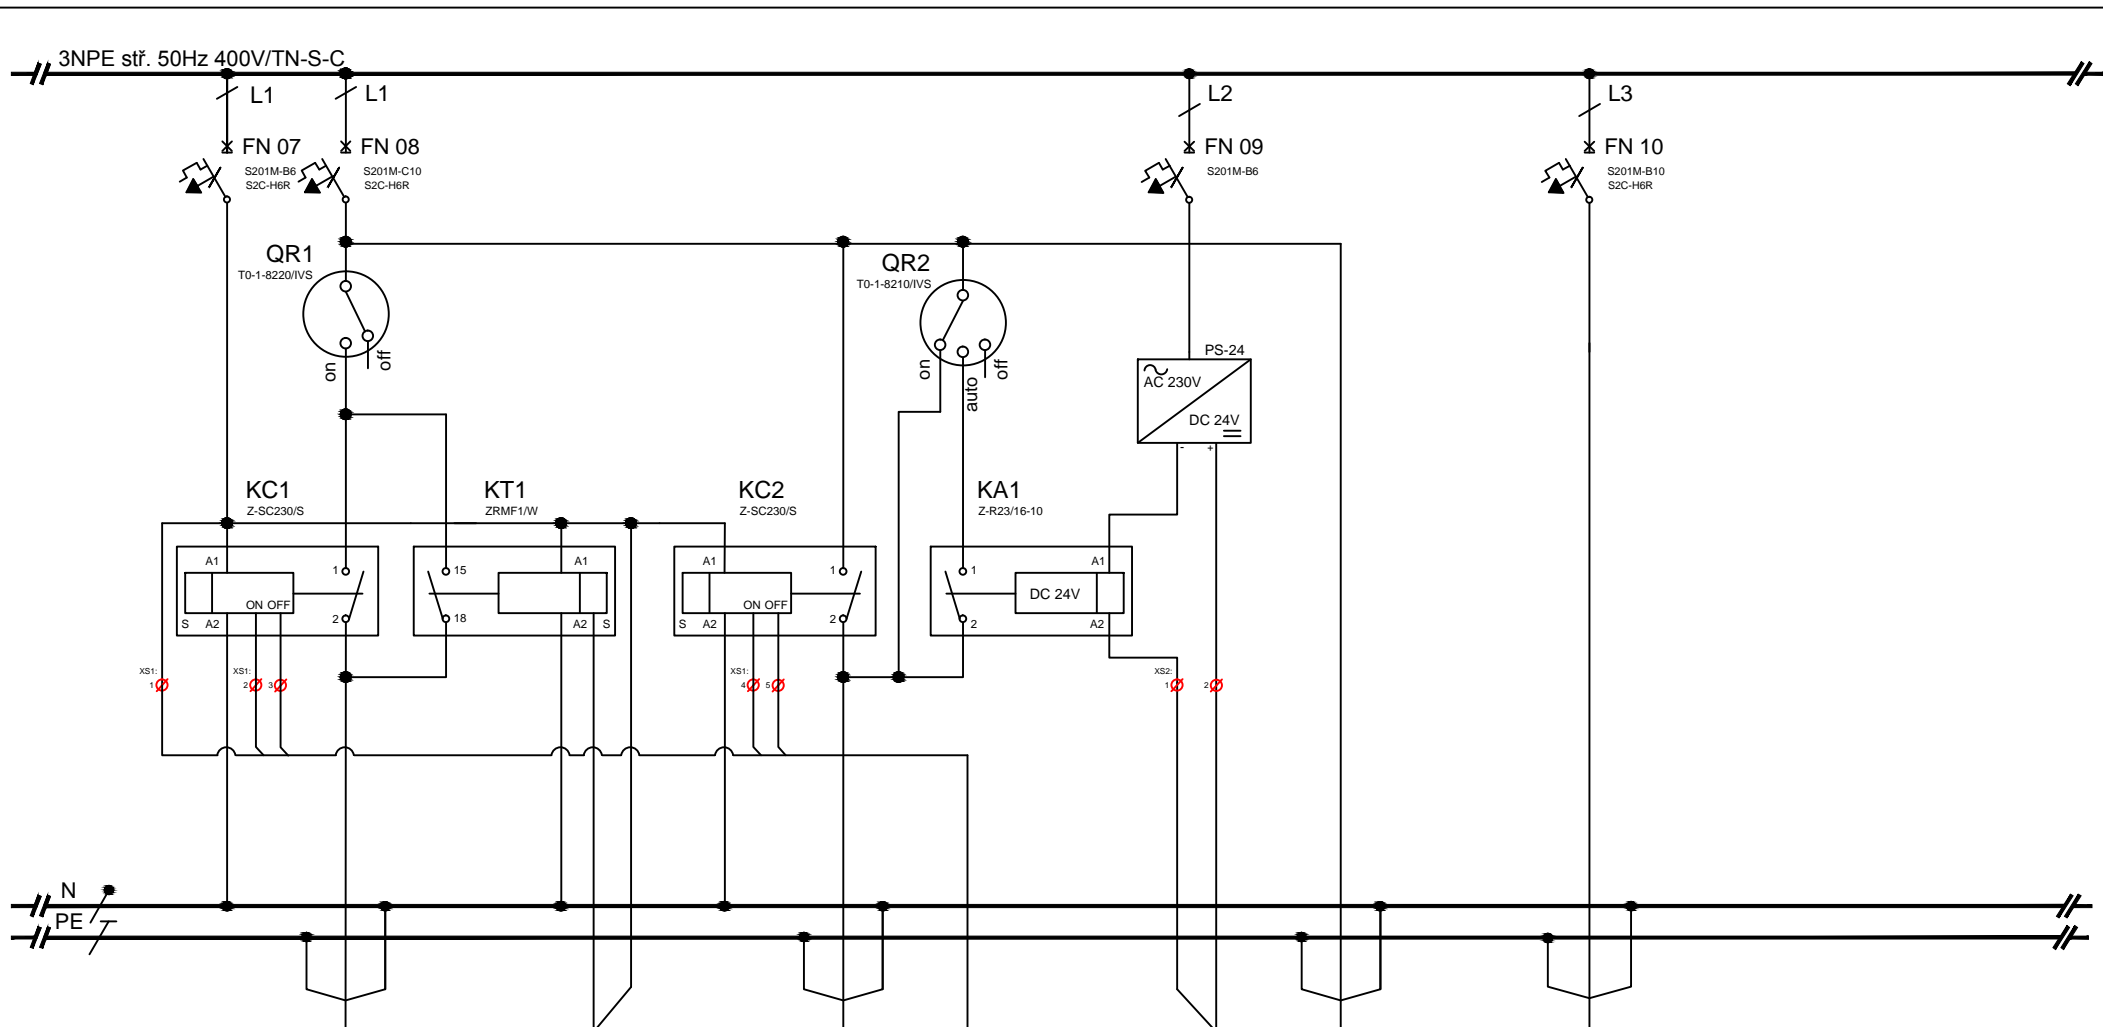 3NPE stř. 50Hz 400V/TN-S-C
L1
L1
L2
L3
FN 07
S201M-B6
S2C-H6R
FN 08
S201M-C10
S2C-H6R
FN 09
S201M-B6
FN 10
S201M-B10
S2C-H6R
QR1
T0-1-8220/IVS
on
off
QR2
T0-1-8210/IVS
on
auto
off
PS-24
AC 230V
DC 24V
- +
KC1
Z-SC230/S
A1
1
ON OFF
S A2
2
KT1
ZRMF1/W
15
A1
18
A2 S
KC2
Z-SC230/S
A1
1
ON OFF
S A2
2
KA1
Z-R23/16-10
1
A1
DC 24V
2
A2
XS1:
1
XS1:
2
3
XS1:
4
5
XS2:
1
2
N
PE